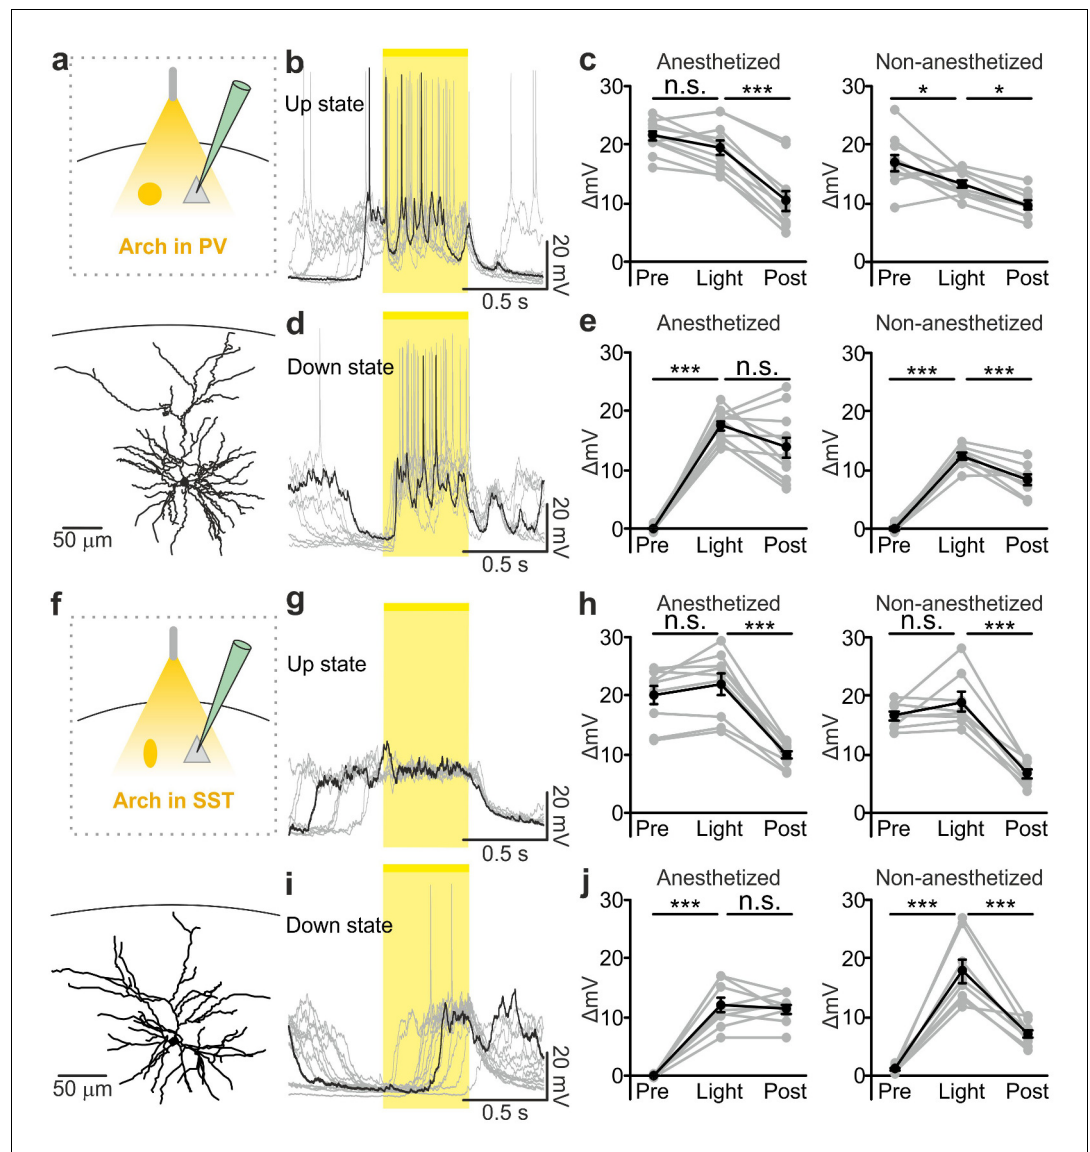 a
Arch in PV
50 μm
b
Up state
20 mV
0.5 s
c
Anesthetized
n.s. ***
ΔmV
30
20
10
0
Pre Light Post
Non-anesthetized
* *
ΔmV
30
20
10
0
Pre Light Post
d
Down state
20 mV
0.5 s
e
Anesthetized
*** n.s.
ΔmV
30
20
10
0
Pre Light Post
Non-anesthetized
*** ***
ΔmV
30
20
10
0
Pre Light Post
f
Arch in SST
50 μm
g
Up state
20 mV
0.5 s
h
Anesthetized
n.s. ***
ΔmV
30
20
10
0
Pre Light Post
Non-anesthetized
n.s. ***
ΔmV
30
20
10
0
Pre Light Post
i
Down state
20 mV
0.5 s
j
Anesthetized
*** n.s.
ΔmV
30
20
10
0
Pre Light Post
Non-anesthetized
*** ***
ΔmV
30
20
10
0
Pre Light Post